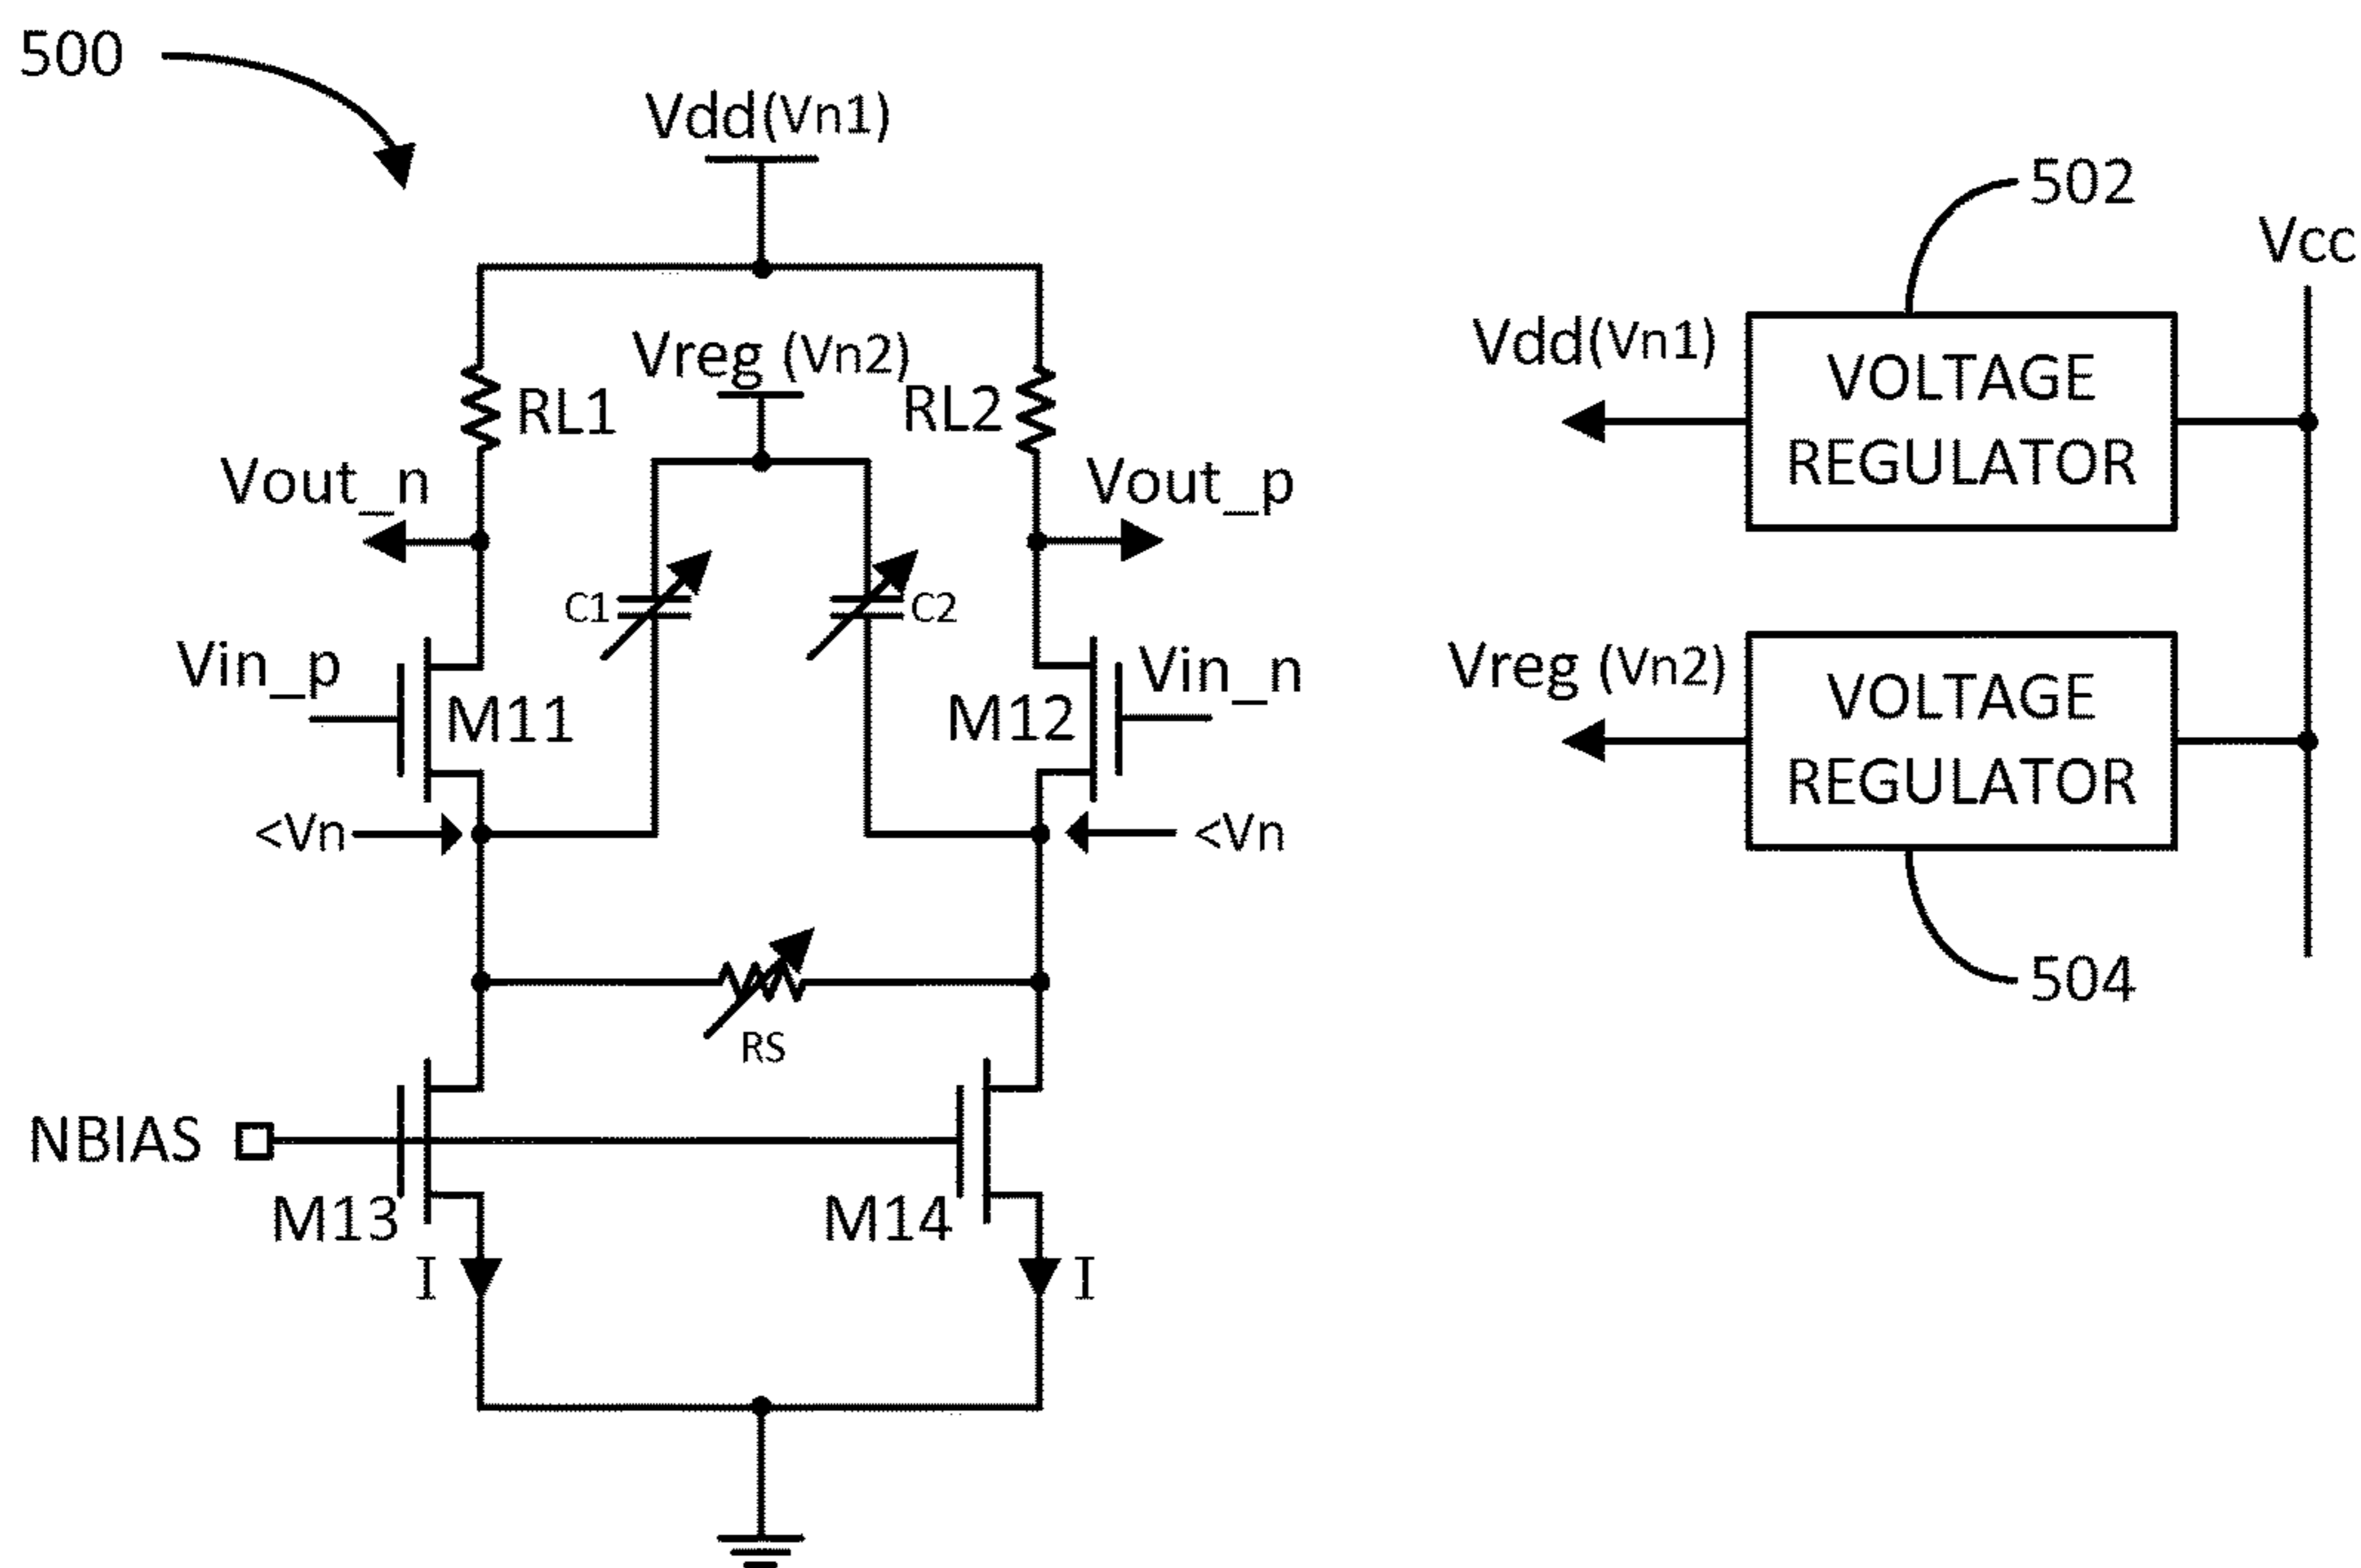 500
Vdd(Vn1)
502
Vcc
Vreg (Vn2)
RL1
RL2
Vdd(Vn1)
VOLTAGE
REGULATOR
Vout_n
Vout_p
C1
C2
Vin_p
Vin_n
M11
M12
Vreg (Vn2)
VOLTAGE
REGULATOR
<Vn
<Vn
504
RS
NBIAS
M13
M14
I
I